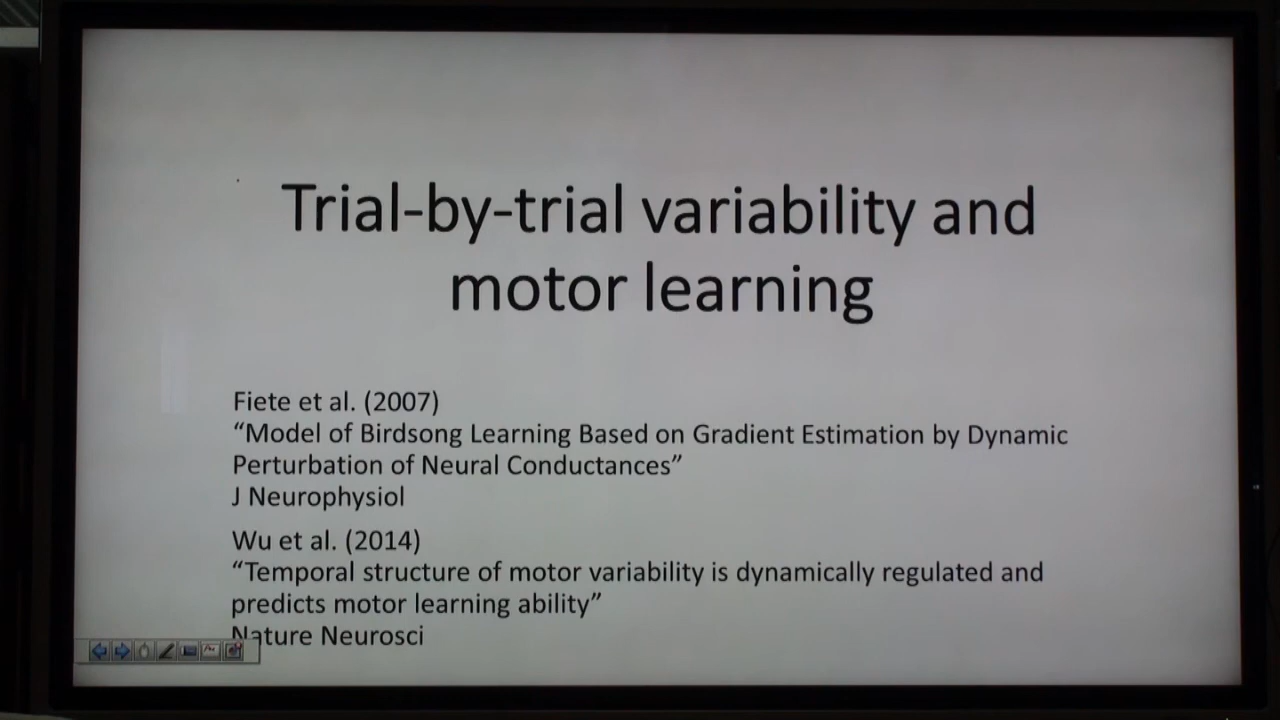 Trial-by-trial variability and
motor learning
Fiete et al. (2007)
“Model of Birdsong Learning Based on Gradient Estimation by Dynamic
Perturbation of Neural Conductances”
J Neurophysiol
Wu et al. (2014)
“Temporal structure of motor variability is dynamically regulated and
predicts motor learning ability”
Nature Neurosci